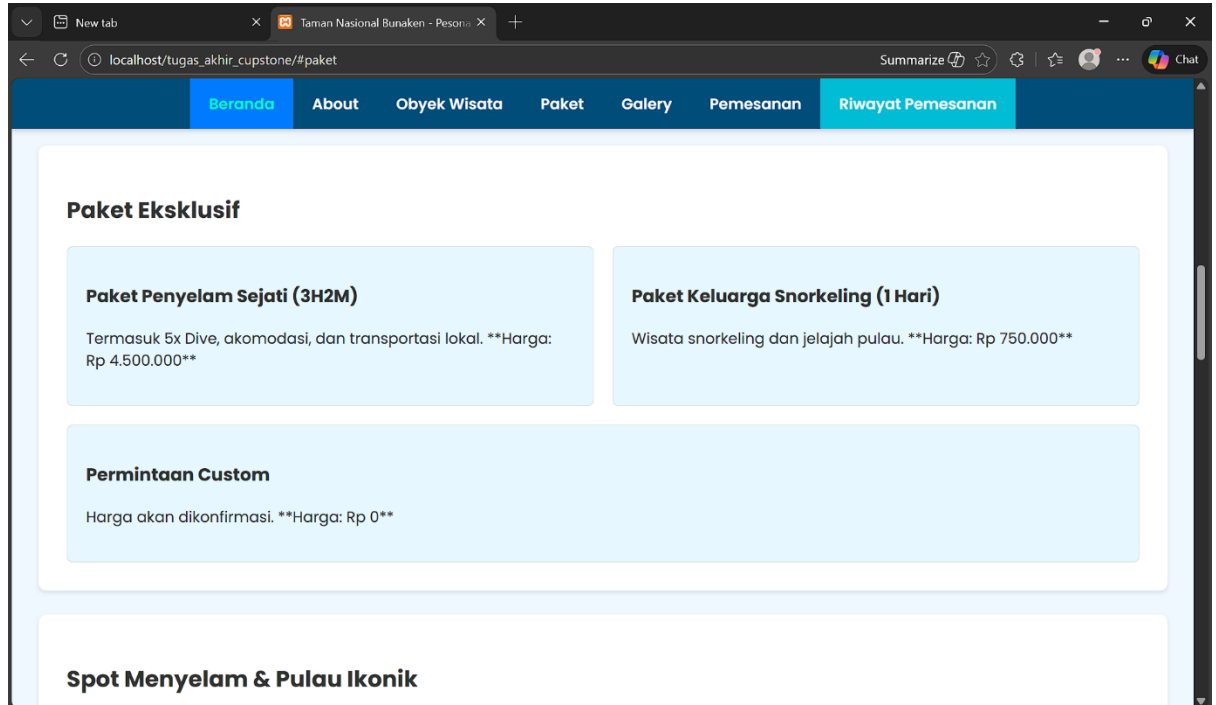 New tab
Taman Nasional Bunaken - Pesona
localhost/tugas_akhir_cupstone/#paket
Summarize
Chat
Beranda
About
Obyek Wisata
Paket
Galery
Pemesanan
Riwayat Pemesanan
Paket Eksklusif
Paket Penyelam Sejati (3H2M)
Termasuk 5x Dive, akomodasi, dan transportasi lokal. **Harga:
Rp 4.500.000**
Paket Keluarga Snorkeling (1 Hari)
Wisata snorkeling dan jelajah pulau. **Harga: Rp 750.000**
Permintaan Custom
Harga akan dikonfirmasi. **Harga: Rp 0**
Spot Menyelam & Pulau Ikonik